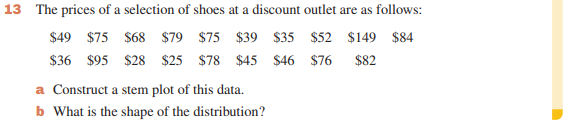 13 The prices of a selection of shoes at a discount outlet are as follows:
$49 $75 $68 $79 $75 $39 $35 $52 $149 $84
$36 $95 $28 $25 $78 $45 $46 $76 $82
a Construct a stem plot of this data.
b What is the shape of the distribution?